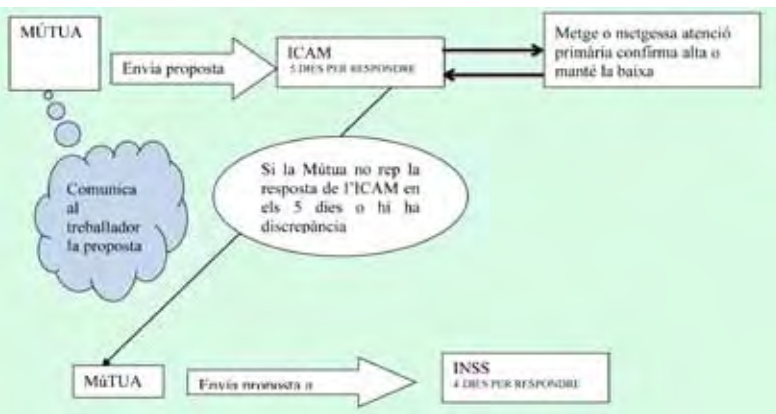 MÚTUA
Envia proposta
ICAM
5 DIES PER RESPONDRE
Metge o metgessa atenció
primària confirma alta o
manté la baixa
Comunica
al
treballador
la proposta
Si la Mútua no rep la
resposta de l'ICAM en
els 5 dies o hi ha
discrepància
MúTUA
Envia proposta a
INSS
4 DIES PER RESPONDRE